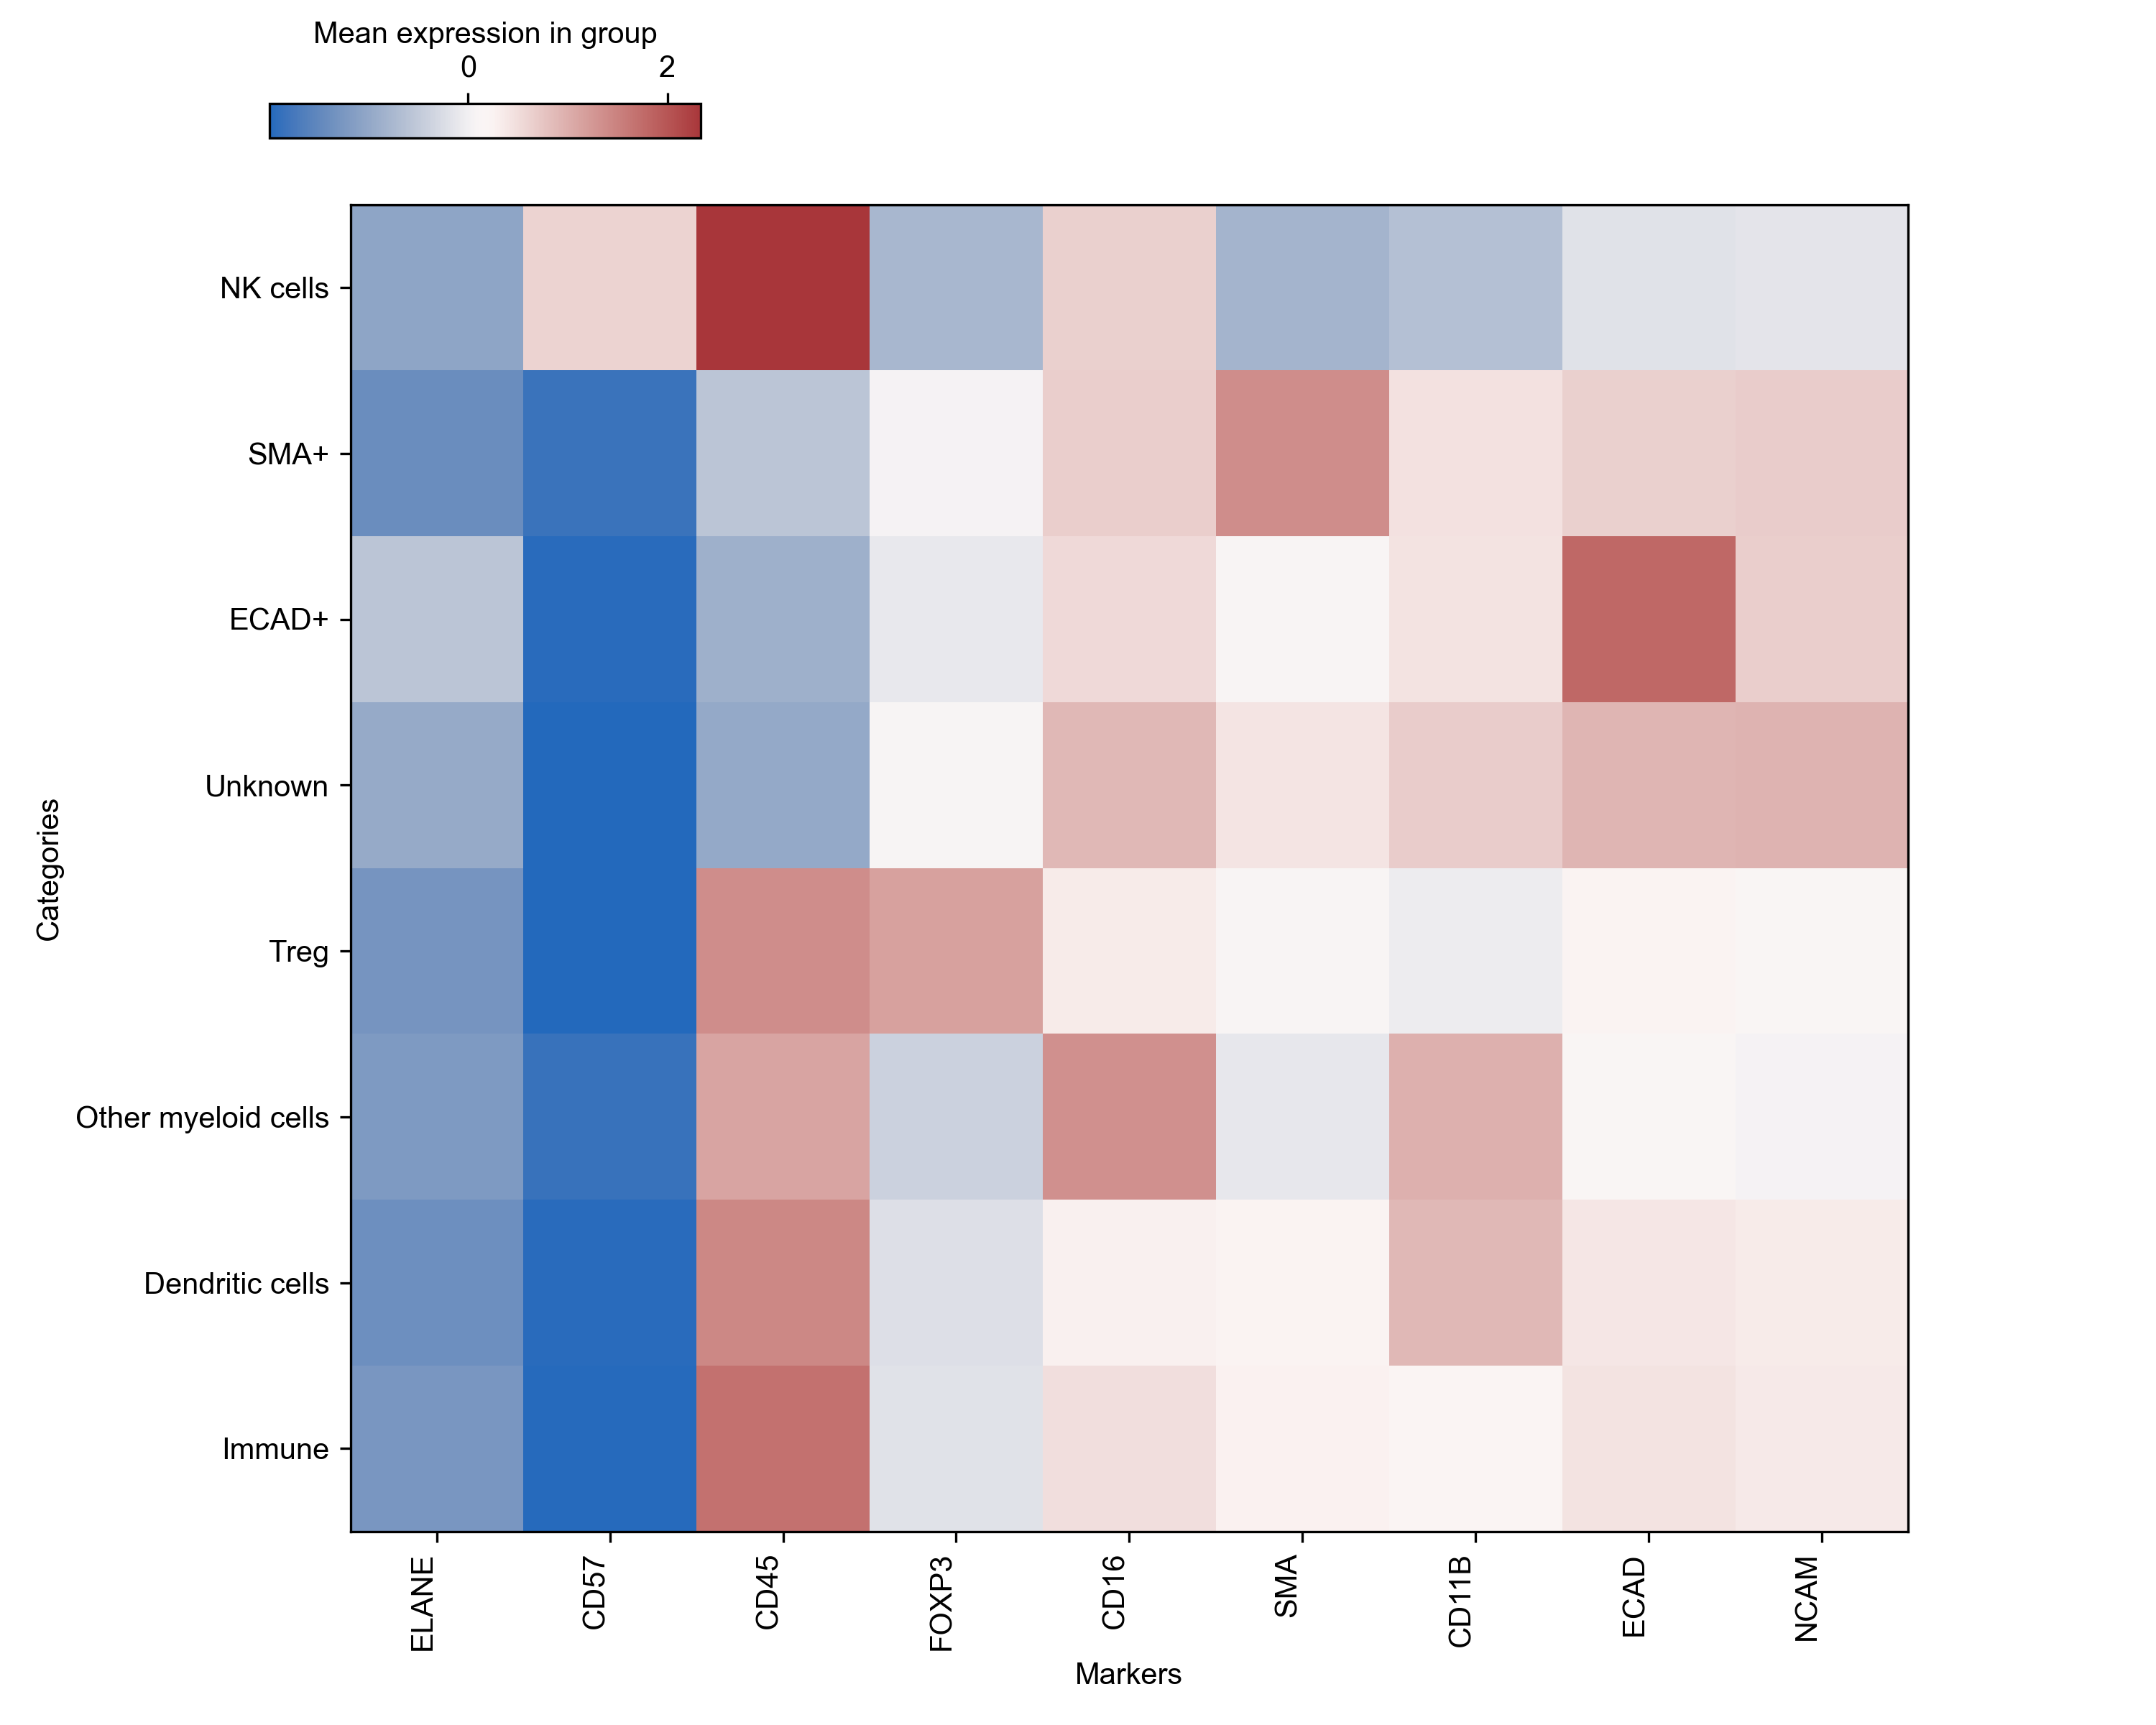 Mean expression in group
0 2
NK cells
SMA+
ECAD+
Unknown
Treg
Other myeloid cells
Dendritic cells
Immune
Categories
ELANE
CD57
CD45
FOXP3
CD16
SMA
CD11B
ECAD
NCAM
Markers